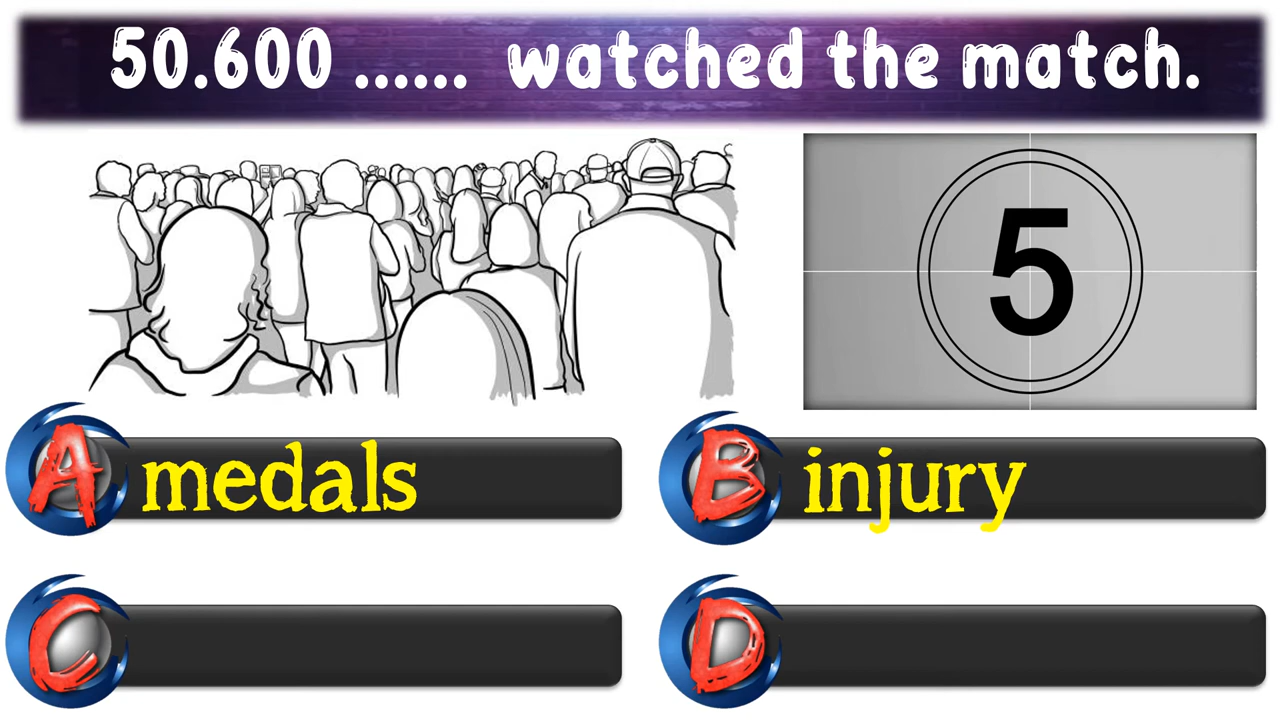 50.600 ...... watched the match.
5
A medals
B injury
C
D